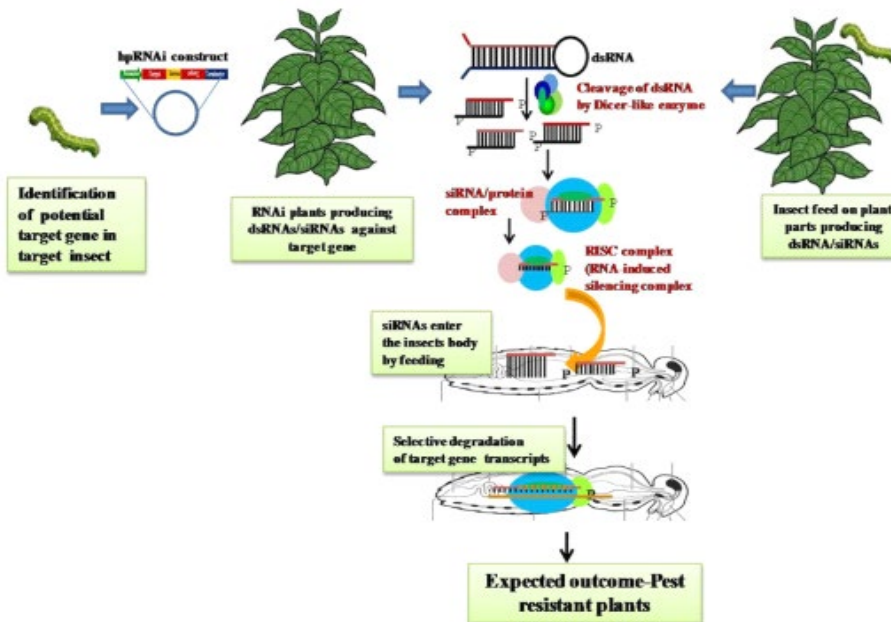 hpRNAi construct
dsRNA
Cleavage of dsRNA
by Dicer-like enzyme
P
P
P
Identification
of potential
target gene in
target insect
RNAi plants producing
dsRNAs/siRNAs against
target gene
siRNA/protein
complex
P
P
Insect feed on plant
parts producing
dsRNA/siRNAs
RISC complex
(RNA induced
silencing complex
P
siRNAs enter
the insects body
by feeding
P
P
Selective degradation
of target gene transcripts
P
Expected outcome-Pest
resistant plants